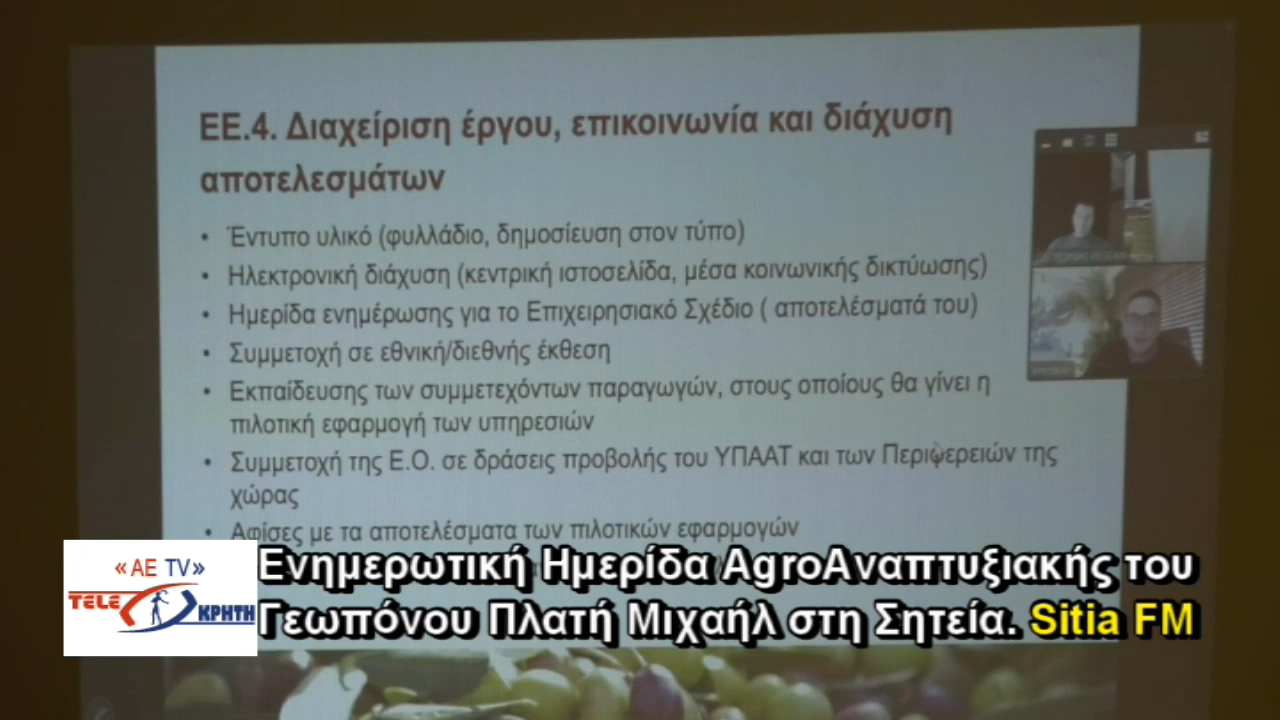 ΕΕ.4. Διαχείριση έργου, επικοινωνία και διάχυση
αποτελεσμάτων
• Έντυπο υλικό (φυλλάδιο, δημοσίευση στον τύπο)
• Ηλεκτρονική διάχυση (κεντρική ιστοσελίδα, μέσα κοινωνικής δικτύωσης)
• Ημερίδα ενημέρωσης για το Επιχειρησιακό Σχέδιο ( αποτελέσματά του)
• Συμμετοχή σε εθνική/διεθνής έκθεση
• Εκπαίδευσης των συμμετεχόντων παραγωγών, στους οποίους θα γίνει η
πιλοτική εφαρμογή των υπηρεσιών
• Συμμετοχή της Ε.Ο. σε δράσεις προβολής του ΥΠΑΑΤ και των Περιφερειών της
χώρας
• Αφίσες με τα αποτελέσματα των πιλοτικών εφαρμογών
«ΑΕ TV»
TELE ΚΡΗΤΗ
Ενημερωτική Ημερίδα AgroΑναπτυξιακής του
Γεωπόνου Πλατή Μιχαήλ στη Σητεία. Sitia FM